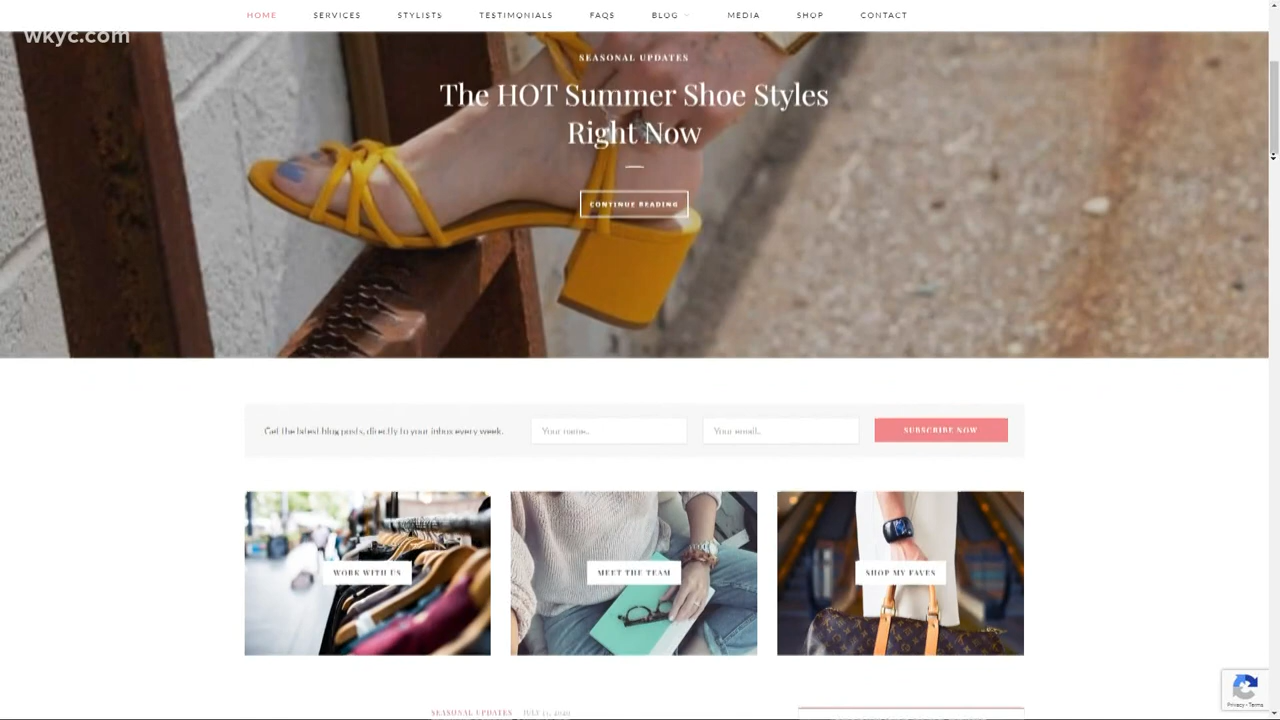 HOME SERVICES STYLISTS TESTIMONIALS FAQS BLOG MEDIA SHOP CONTACT
wkyc.com
SEASONAL UPDATES
The HOT Summer Shoe Styles
Right Now
CONTINUE READING
Get the latest blog posts, directly to your inbox every week.
Your name..
Your email..
SUBSCRIBE NOW
WORK WITH US
MEET THE TEAM
SHOP MY FAVES
Privacy - Terms
SEASONAL UPDATES